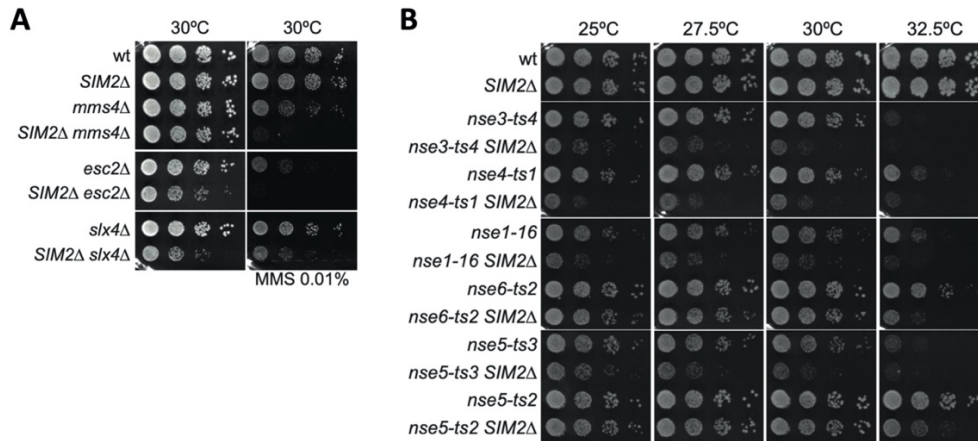 A
30ºC 30ºC
wt
SIM2Δ
mms4Δ
SIM2Δ mms4Δ
esc2Δ
SIM2Δ esc2Δ
slx4Δ
SIM2Δ slx4Δ
MMS 0.01%
B
25ºC 27.5ºC 30ºC 32.5ºC
wt
SIM2Δ
nse3-ts4
nse3-ts4 SIM2Δ
nse4-ts1
nse4-ts1 SIM2Δ
nse1-16
nse1-16 SIM2Δ
nse6-ts2
nse6-ts2 SIM2Δ
nse5-ts3
nse5-ts3 SIM2Δ
nse5-ts2
nse5-ts2 SIM2Δ